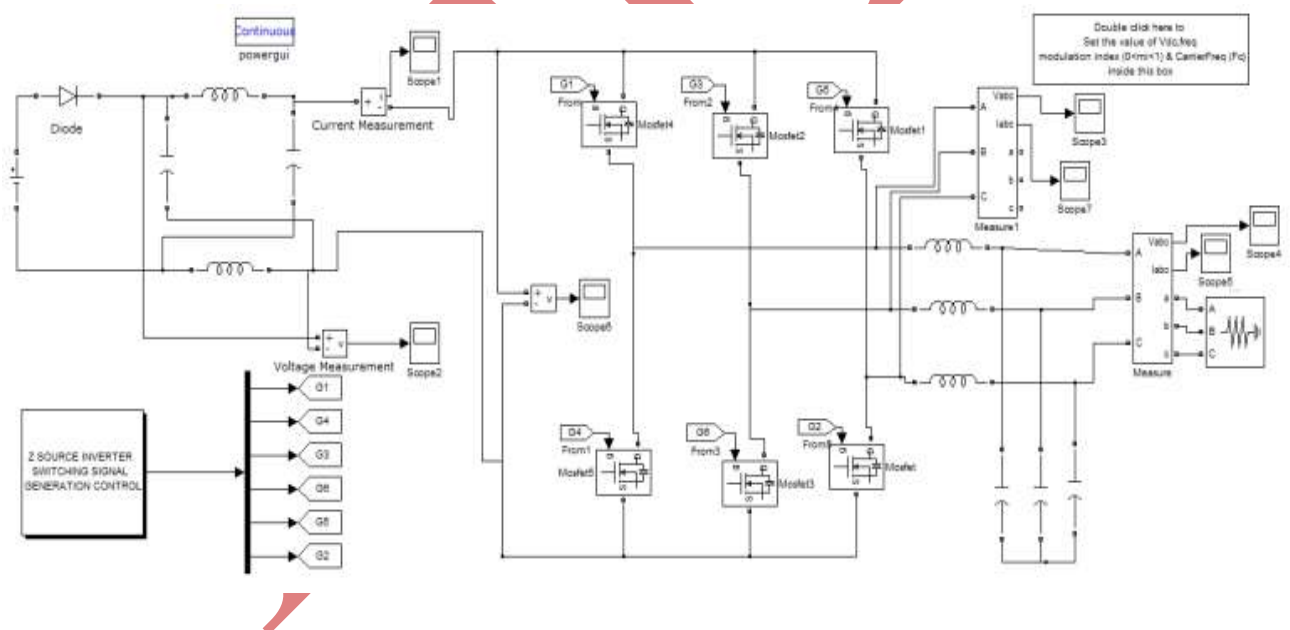 Continuous
powergui
Double click here to
Set the value of Vdc,freq
modulation index (0<mi<1) & CarrierFreq (Fc)
inside this box
Diode
i
+
-
Current Measurement
Scope1
G1
From
g
D
S
Mosfet4
G3
From2
g
D
S
Mosfet2
G5
g
D
S
Mosfet1
A
B
C
Vabc
Iabc
a
b
c
Measure1
Scope3
Scope7
+
+
-
v
Scope6
+
-
v
Voltage Measurement
Scope2
A
B
C
Vabc
Iabc
a
b
c
Measure
Scope4
Scope5
A
B
C
Z SOURCE INVERTER
SWITCHING SIGNAL
GENERATION CONTROL
G1
G4
G3
G6
G5
G2
G4
From1
g
D
S
Mosfet5
G6
From3
g
D
S
Mosfet3
G2
g
D
S
Mosfet